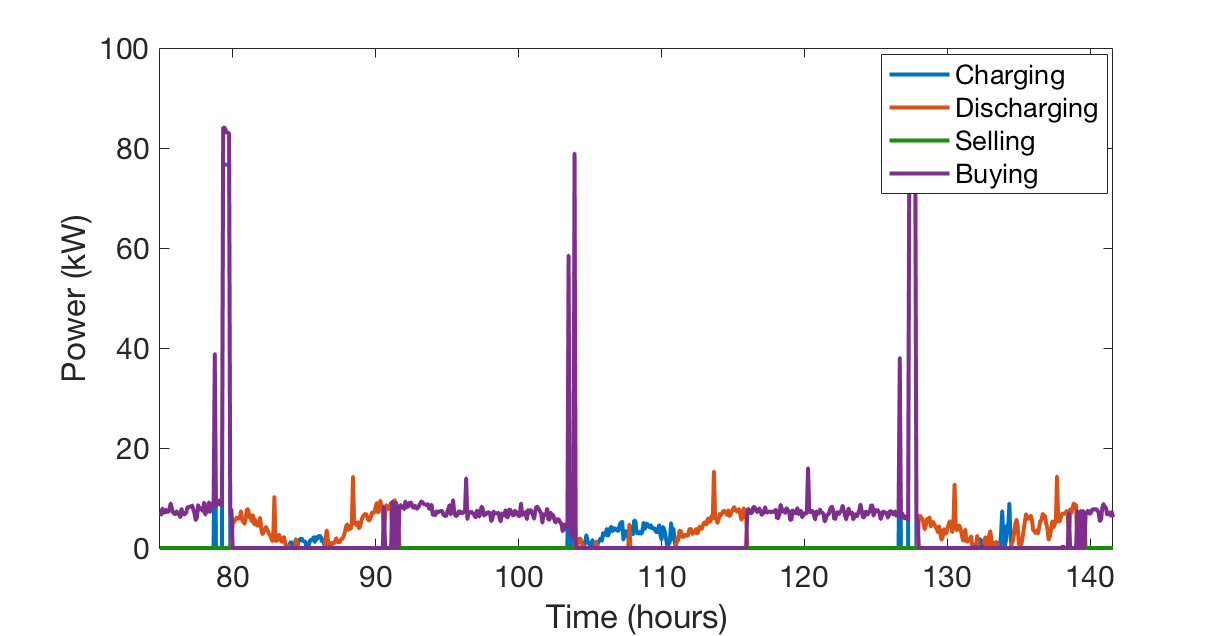 100
80
60
40
20
0
Power (kW)
Charging
Discharging
Selling
Buying
80 90 100 110 120 130 140
Time (hours)